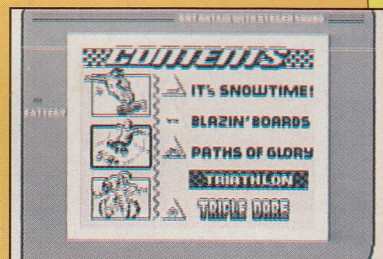 DOT MATRIX WITH STEREO SOUND
BATTERY
CONTENTS
IT'S SNOWTIME!
BLAZIN' BOARDS
PATHS OF GLORY
TRIATHLON
TRIPLE DARE